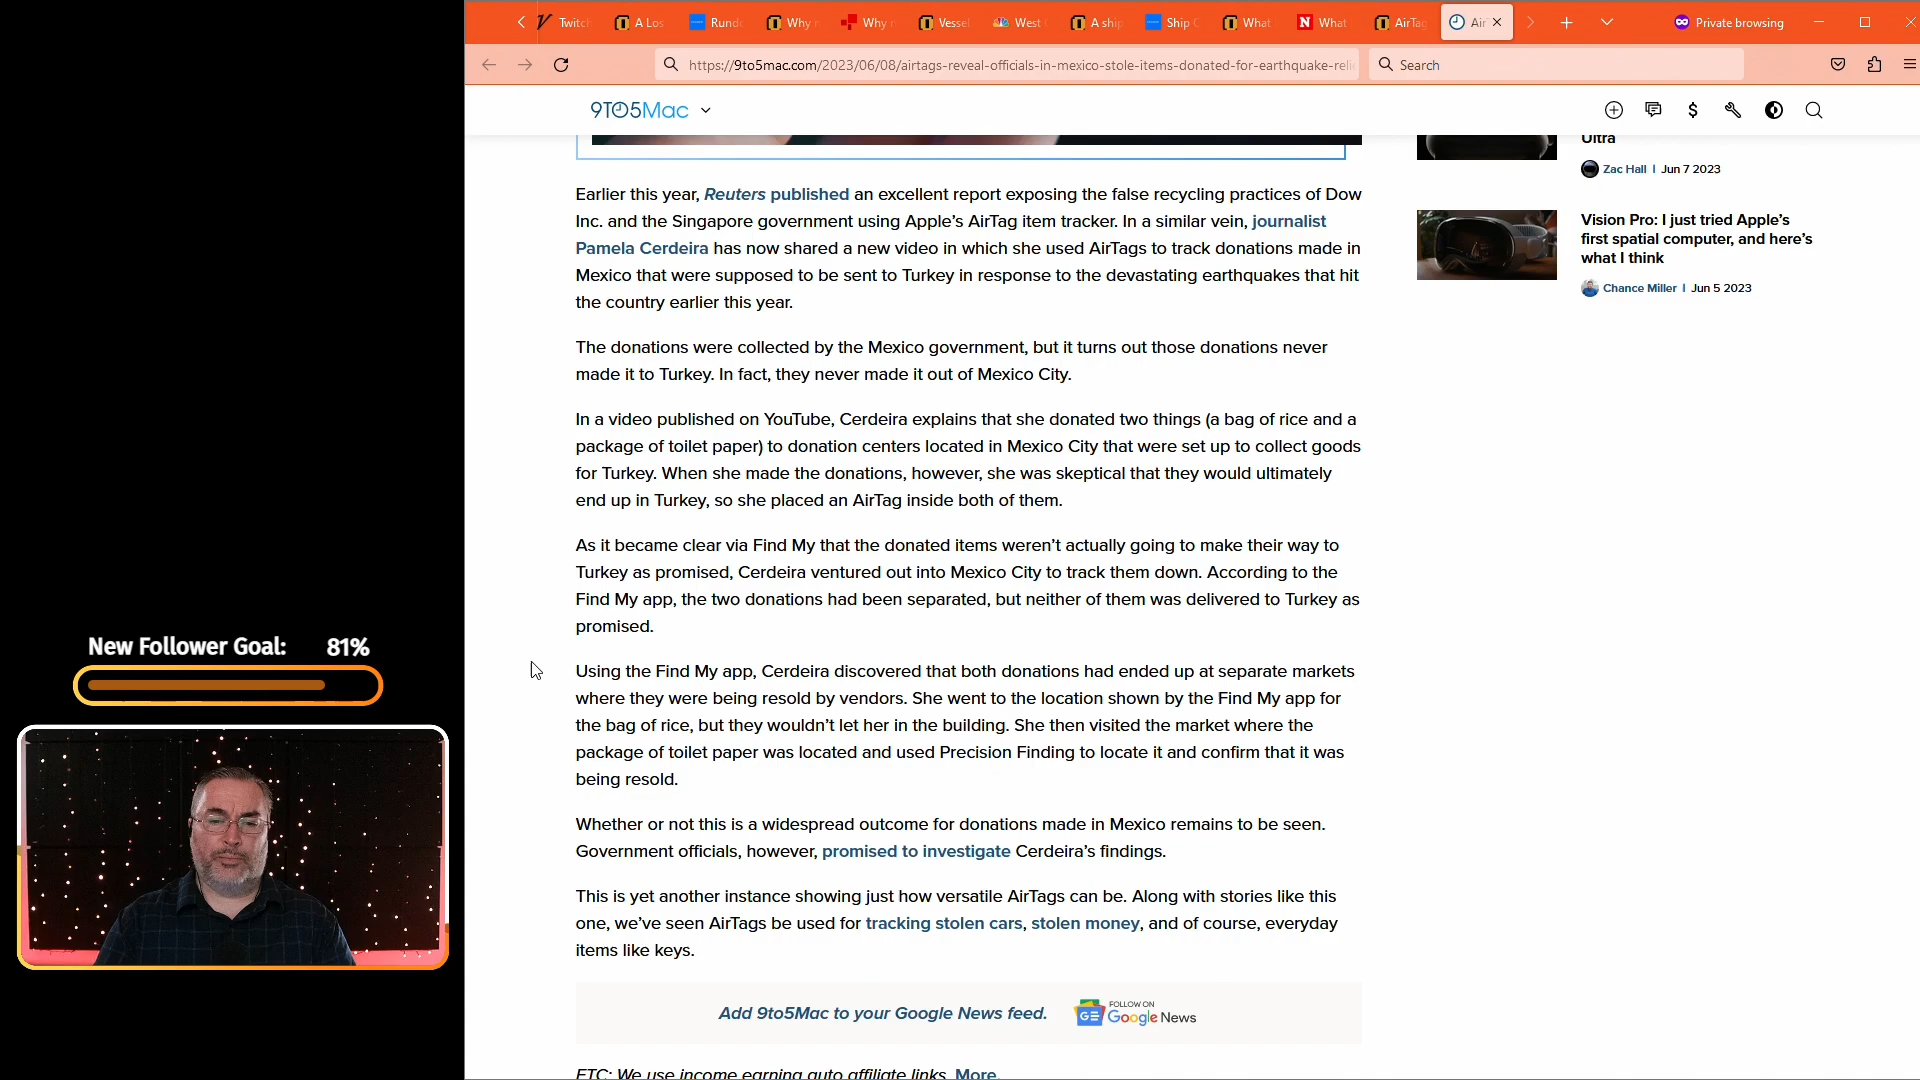 Twitch
A Los
Rund
Why
Why
Vessel
West
A ship
Ship
What
What
AirTag
Air
Private browsing
https://9to5mac.com/2023/06/08/airtags-reveal-officials-in-mexico-stole-items-donated-for-earthquake-reli
Search
9TO5Mac
Ultra
Zac Hall | Jun 7 2023
Vision Pro: I just tried Apple's
first spatial computer, and here's
what I think
Chance Miller | Jun 5 2023
Earlier this year, Reuters published an excellent report exposing the false recycling practices of Dow
Inc. and the Singapore government using Apple's AirTag item tracker. In a similar vein, journalist
Pamela Cerdeira has now shared a new video in which she used AirTags to track donations made in
Mexico that were supposed to be sent to Turkey in response to the devastating earthquakes that hit
the country earlier this year.
The donations were collected by the Mexico government, but it turns out those donations never
made it to Turkey. In fact, they never made it out of Mexico City.
In a video published on YouTube, Cerdeira explains that she donated two things (a bag of rice and a
package of toilet paper) to donation centers located in Mexico City that were set up to collect goods
for Turkey. When she made the donations, however, she was skeptical that they would ultimately
end up in Turkey, so she placed an AirTag inside both of them.
As it became clear via Find My that the donated items weren't actually going to make their way to
Turkey as promised, Cerdeira ventured out into Mexico City to track them down. According to the
Find My app, the two donations had been separated, but neither of them was delivered to Turkey as
promised.
Using the Find My app, Cerdeira discovered that both donations had ended up at separate markets
where they were being resold by vendors. She went to the location shown by the Find My app for
the bag of rice, but they wouldn't let her in the building. She then visited the market where the
package of toilet paper was located and used Precision Finding to locate it and confirm that it was
being resold.
Whether or not this is a widespread outcome for donations made in Mexico remains to be seen.
Government officials, however, promised to investigate Cerdeira's findings.
This is yet another instance showing just how versatile AirTags can be. Along with stories like this
one, we've seen AirTags be used for tracking stolen cars, stolen money, and of course, everyday
items like keys.
Add 9to5Mac to your Google News feed.
FOLLOW ON
Google News
FTC: We use income earning auto affiliate links. More.
New Follower Goal: 81%